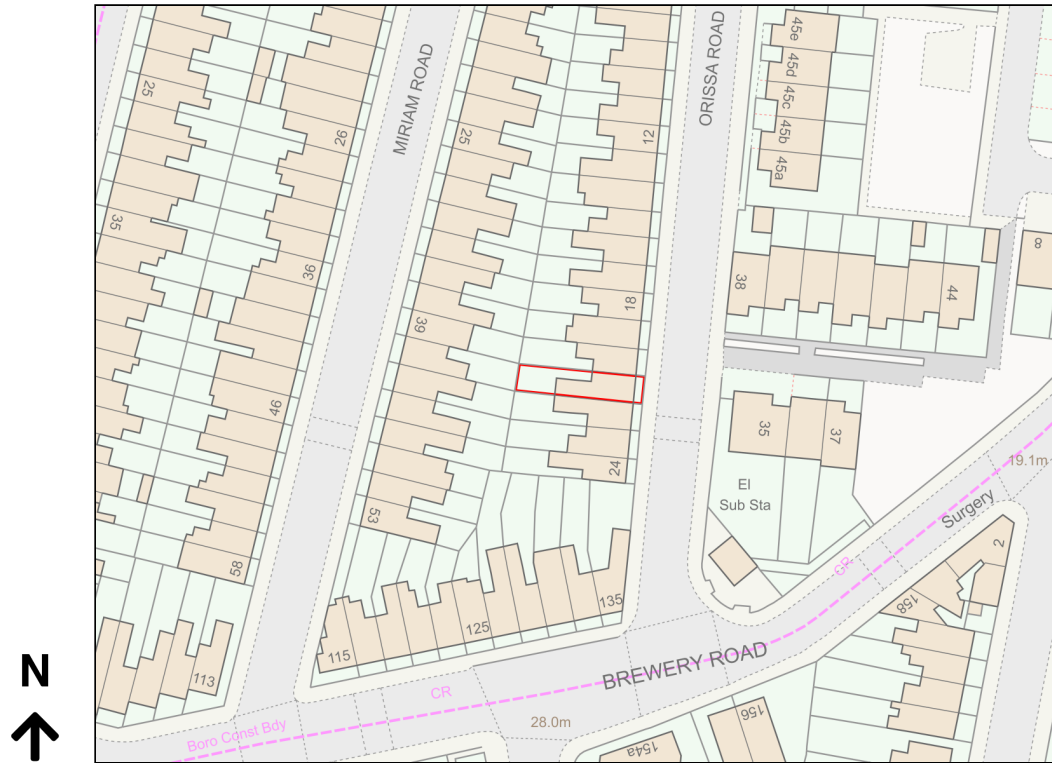 MIRIAM ROAD
ORISSA ROAD
45e
45d
45c
45b
45a
25
26
25
12
35
36
8
38
44
18
39
46
35
37
24
19.1m
El
Sub Sta
53
Surgery
58
2
CR
158
135
125
115
113
BREWERY ROAD
CR
28.0m
Boro Const Bdy
156
154a
N